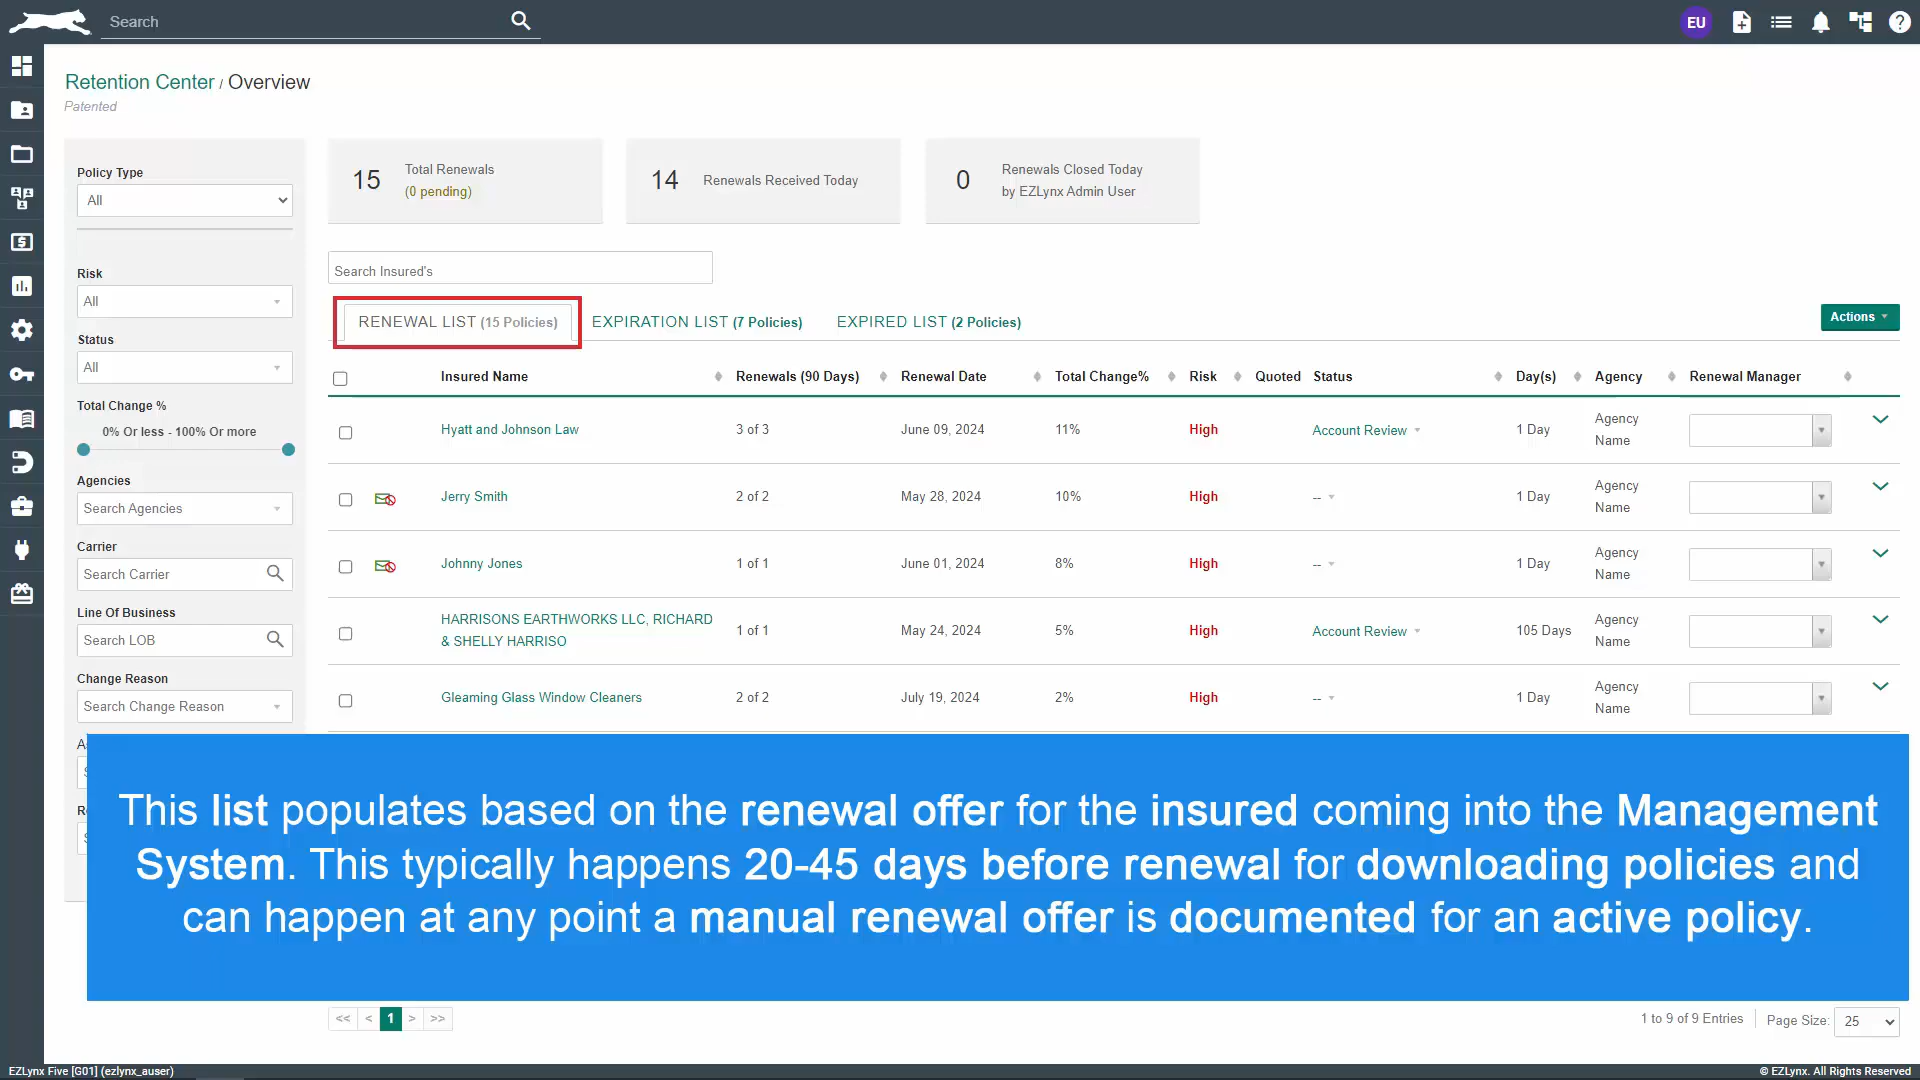 Search
EU
Retention Center / Overview
Patented
Policy Type
All
Risk
All
Status
All
Total Change %
0% Or less - 100% Or more
Agencies
Search Agencies
Carrier
Search Carrier
Line Of Business
Search LOB
Change Reason
Search Change Reason
15 Total Renewals
(0 pending)
14 Renewals Received Today
0 Renewals Closed Today
by EZLynx Admin User
Search Insured's
RENEWAL LIST (15 Policies) EXPIRATION LIST (7 Policies) EXPIRED LIST (2 Policies) Actions
Insured Name Renewals (90 Days) Renewal Date Total Change% Risk Quoted Status Day(s) Agency Renewal Manager
Hyatt and Johnson Law 3 of 3 June 09, 2024 11% High Account Review 1 Day Agency
Name
Jerry Smith 2 of 2 May 28, 2024 10% High -- 1 Day Agency
Name
Johnny Jones 1 of 1 June 01, 2024 8% High -- 1 Day Agency
Name
HARRISONS EARTHWORKS LLC, RICHARD
& SHELLY HARRISO 1 of 1 May 24, 2024 5% High Account Review 105 Days Agency
Name
Gleaming Glass Window Cleaners 2 of 2 July 19, 2024 2% High -- 1 Day Agency
Name
This list populates based on the renewal offer for the insured coming into the Management
System. This typically happens 20-45 days before renewal for downloading policies and
can happen at any point a manual renewal offer is documented for an active policy.
<< < 1 > >> 1 to 9 of 9 Entries Page Size: 25
EZLynx Five [G01] (ezlynx_auser) © EZLynx. All Rights Reserved